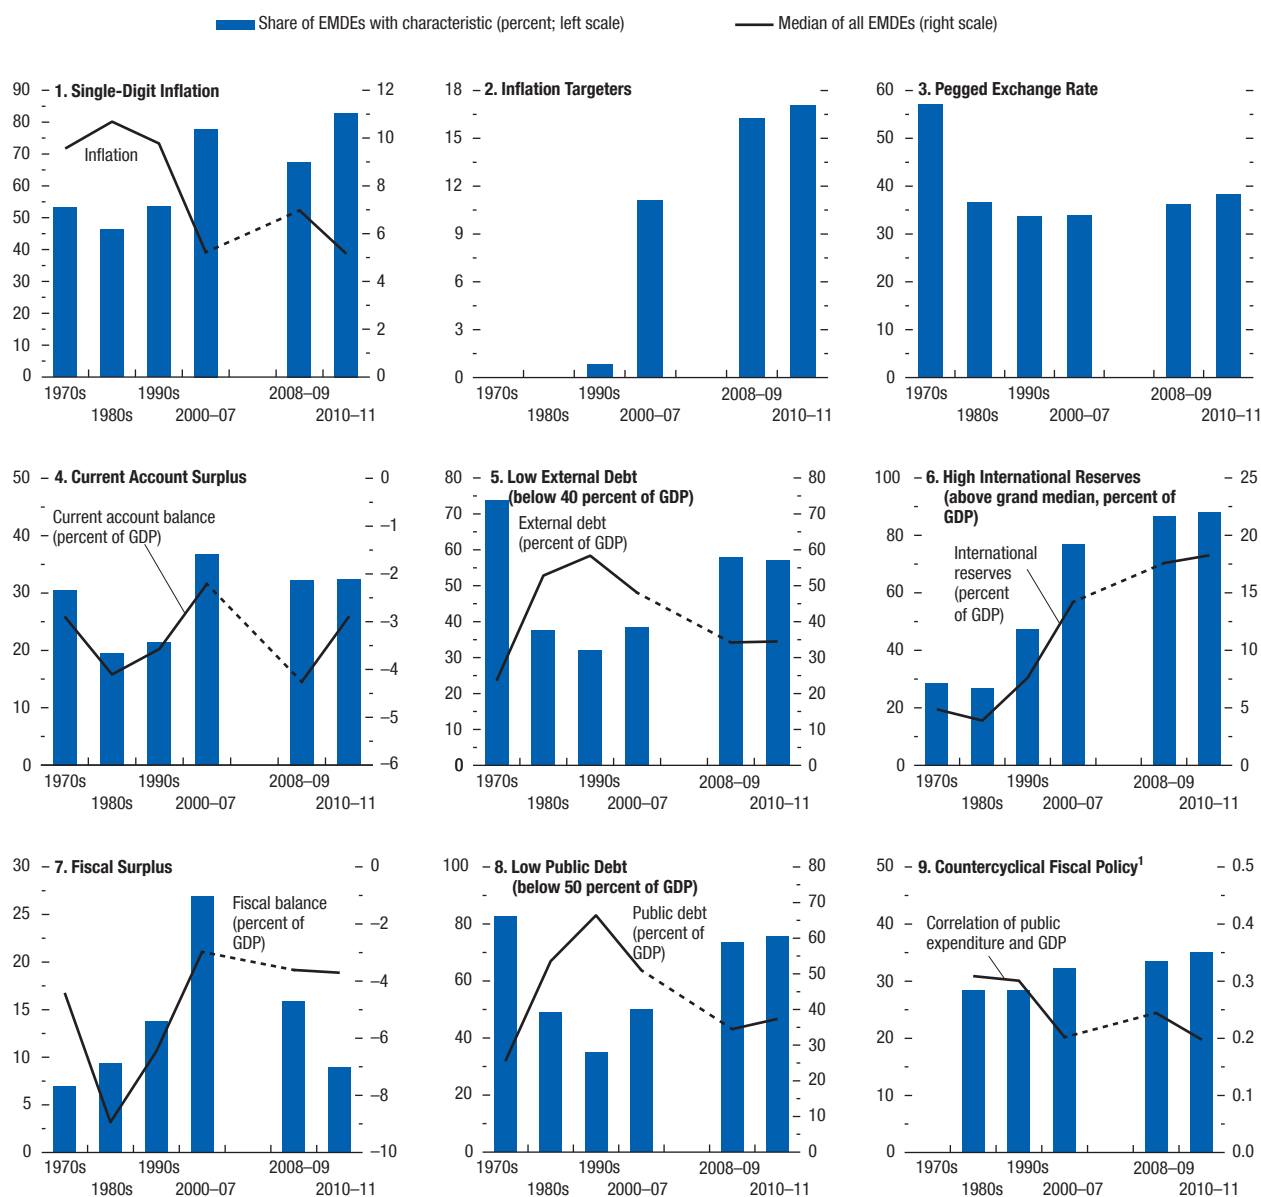 Share of EMDEs with characteristic (percent; left scale)
Median of all EMDEs (right scale)
1. Single-Digit Inflation
90
80
70
60
50
40
30
20
10
0
12
10
8
6
4
2
0
Inflation
1970s
1980s
1990s
2000–07
2008–09
2010–11
2. Inflation Targeters
18
15
12
9
6
3
0
1970s
1980s
1990s
2000–07
2008–09
2010–11
3. Pegged Exchange Rate
60
50
40
30
20
10
0
1970s
1980s
1990s
2000–07
2008–09
2010–11
4. Current Account Surplus
50
40
30
20
10
0
0
–1
–2
–3
–4
–5
–6
Current account balance
(percent of GDP)
1970s
1980s
1990s
2000–07
2008–09
2010–11
5. Low External Debt
(below 40 percent of GDP)
80
70
60
50
40
30
20
10
0
80
70
60
50
40
30
20
10
0
External debt
(percent of GDP)
1970s
1980s
1990s
2000–07
2008–09
2010–11
6. High International Reserves
(above grand median, percent of
GDP)
100
80
60
40
20
0
25
20
15
10
5
0
International
reserves
(percent
of GDP)
1970s
1980s
1990s
2000–07
2008–09
2010–11
7. Fiscal Surplus
30
25
20
15
10
5
0
0
–2
–4
–6
–8
–10
Fiscal balance
(percent of
GDP)
1970s
1980s
1990s
2000–07
2008–09
2010–11
8. Low Public Debt
(below 50 percent of GDP)
100
80
60
40
20
0
80
70
60
50
40
30
20
10
0
Public debt
(percent of
GDP)
1970s
1980s
1990s
2000–07
2008–09
2010–11
9. Countercyclical Fiscal Policy¹
50
40
30
20
10
0
0.5
0.4
0.3
0.2
0.1
0.0
Correlation of public
expenditure and GDP
1970s
1980s
1990s
2000–07
2008–09
2010–11